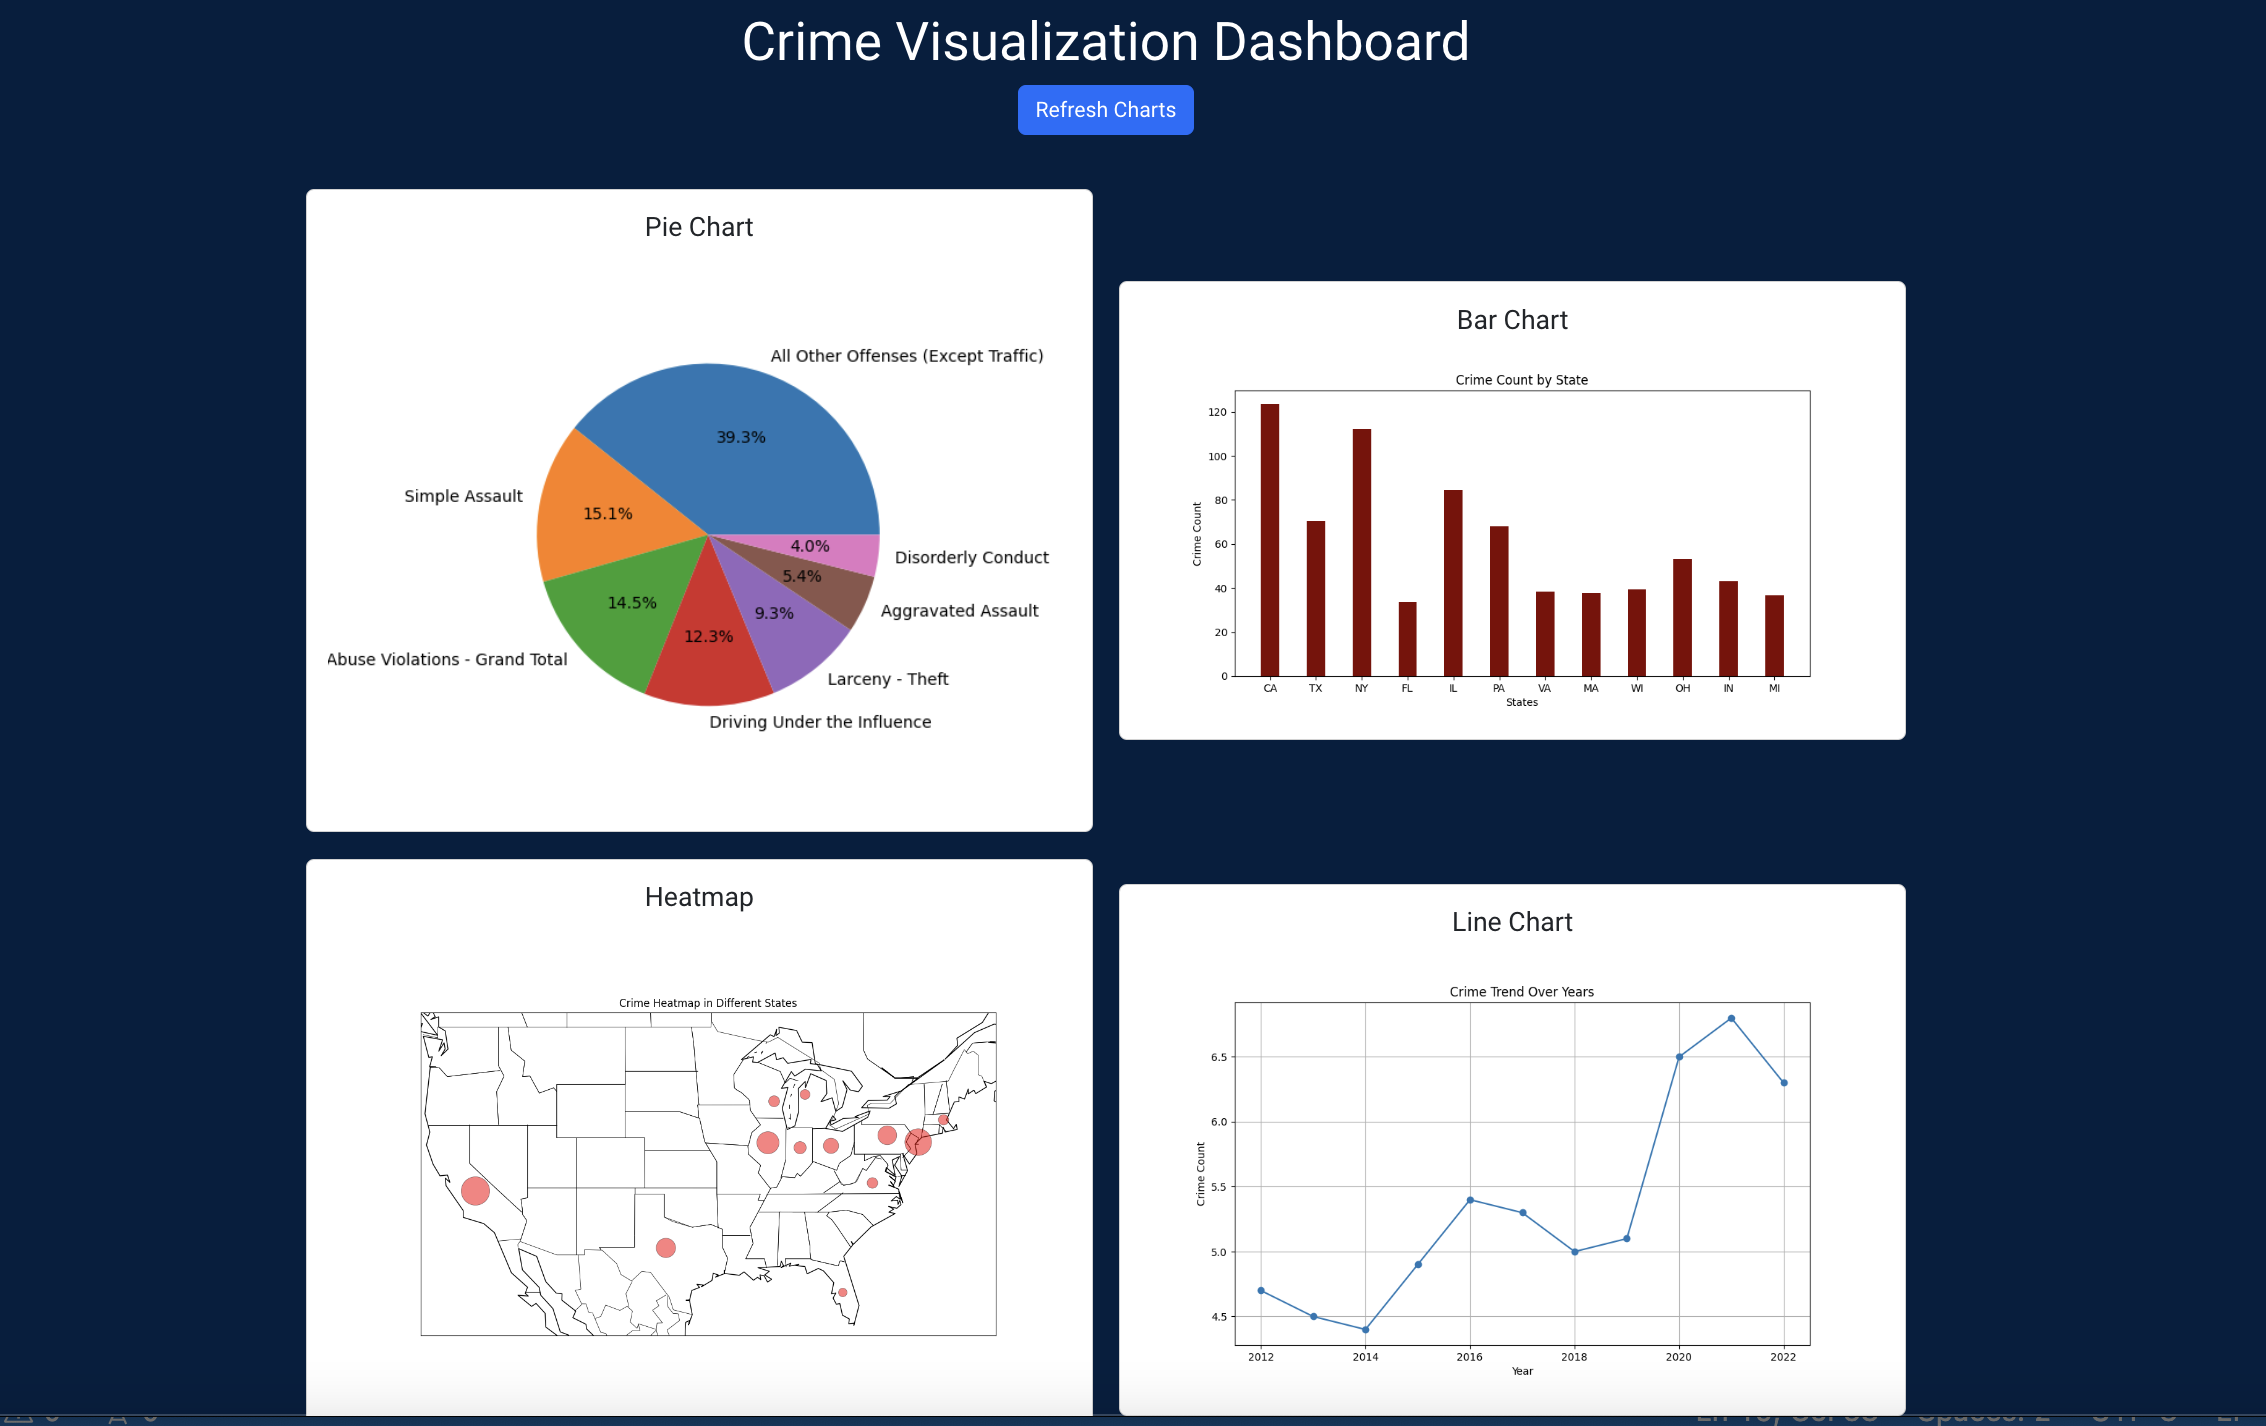 Crime Visualization Dashboard
Refresh Charts
Pie Chart
All Other Offenses (Except Traffic)
39.3%
Simple Assault
15.1%
4.0%
Disorderly Conduct
5.4%
14.5%
Aggravated Assault
9.3%
12.3%
Abuse Violations - Grand Total
Larceny - Theft
Driving Under the Influence
Bar Chart
Crime Count by State
120
100
80
60
40
20
0
Crime Count
CA TX NY FL IL PA VA MA WI OH IN MI
States
Heatmap
Crime Heatmap in Different States
Line Chart
Crime Trend Over Years
6.5
6.0
5.5
5.0
4.5
Crime Count
2012 2014 2016 2018 2020 2022
Year